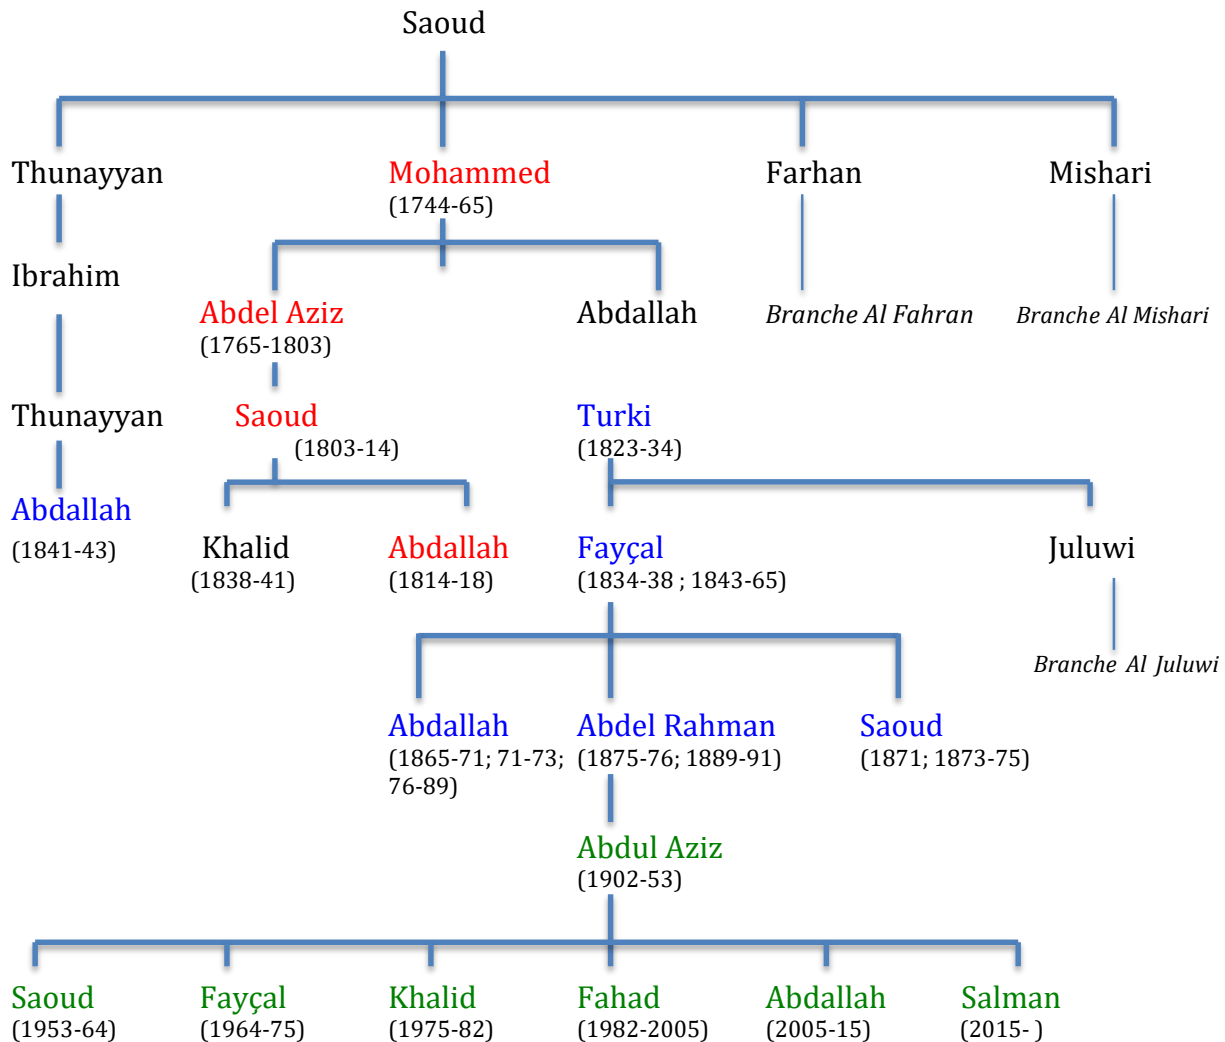 Saoud
Thunayyan
Mohammed
(1744-65)
Farhan
Mishari
Ibrahim
Abdel Aziz
(1765-1803)
Abdallah
Branche Al Fahran
Branche Al Mishari
Thunayyan
Saoud
(1803-14)
Turki
(1823-34)
Abdallah
(1841-43)
Khalid
(1838-41)
Abdallah
(1814-18)
Fayçal
(1834-38 ; 1843-65)
Juluwi
Branche Al Juluwi
Abdallah
(1865-71; 71-73;
76-89)
Abdel Rahman
(1875-76; 1889-91)
Saoud
(1871; 1873-75)
Abdul Aziz
(1902-53)
Saoud
(1953-64)
Fayçal
(1964-75)
Khalid
(1975-82)
Fahad
(1982-2005)
Abdallah
(2005-15)
Salman
(2015- )